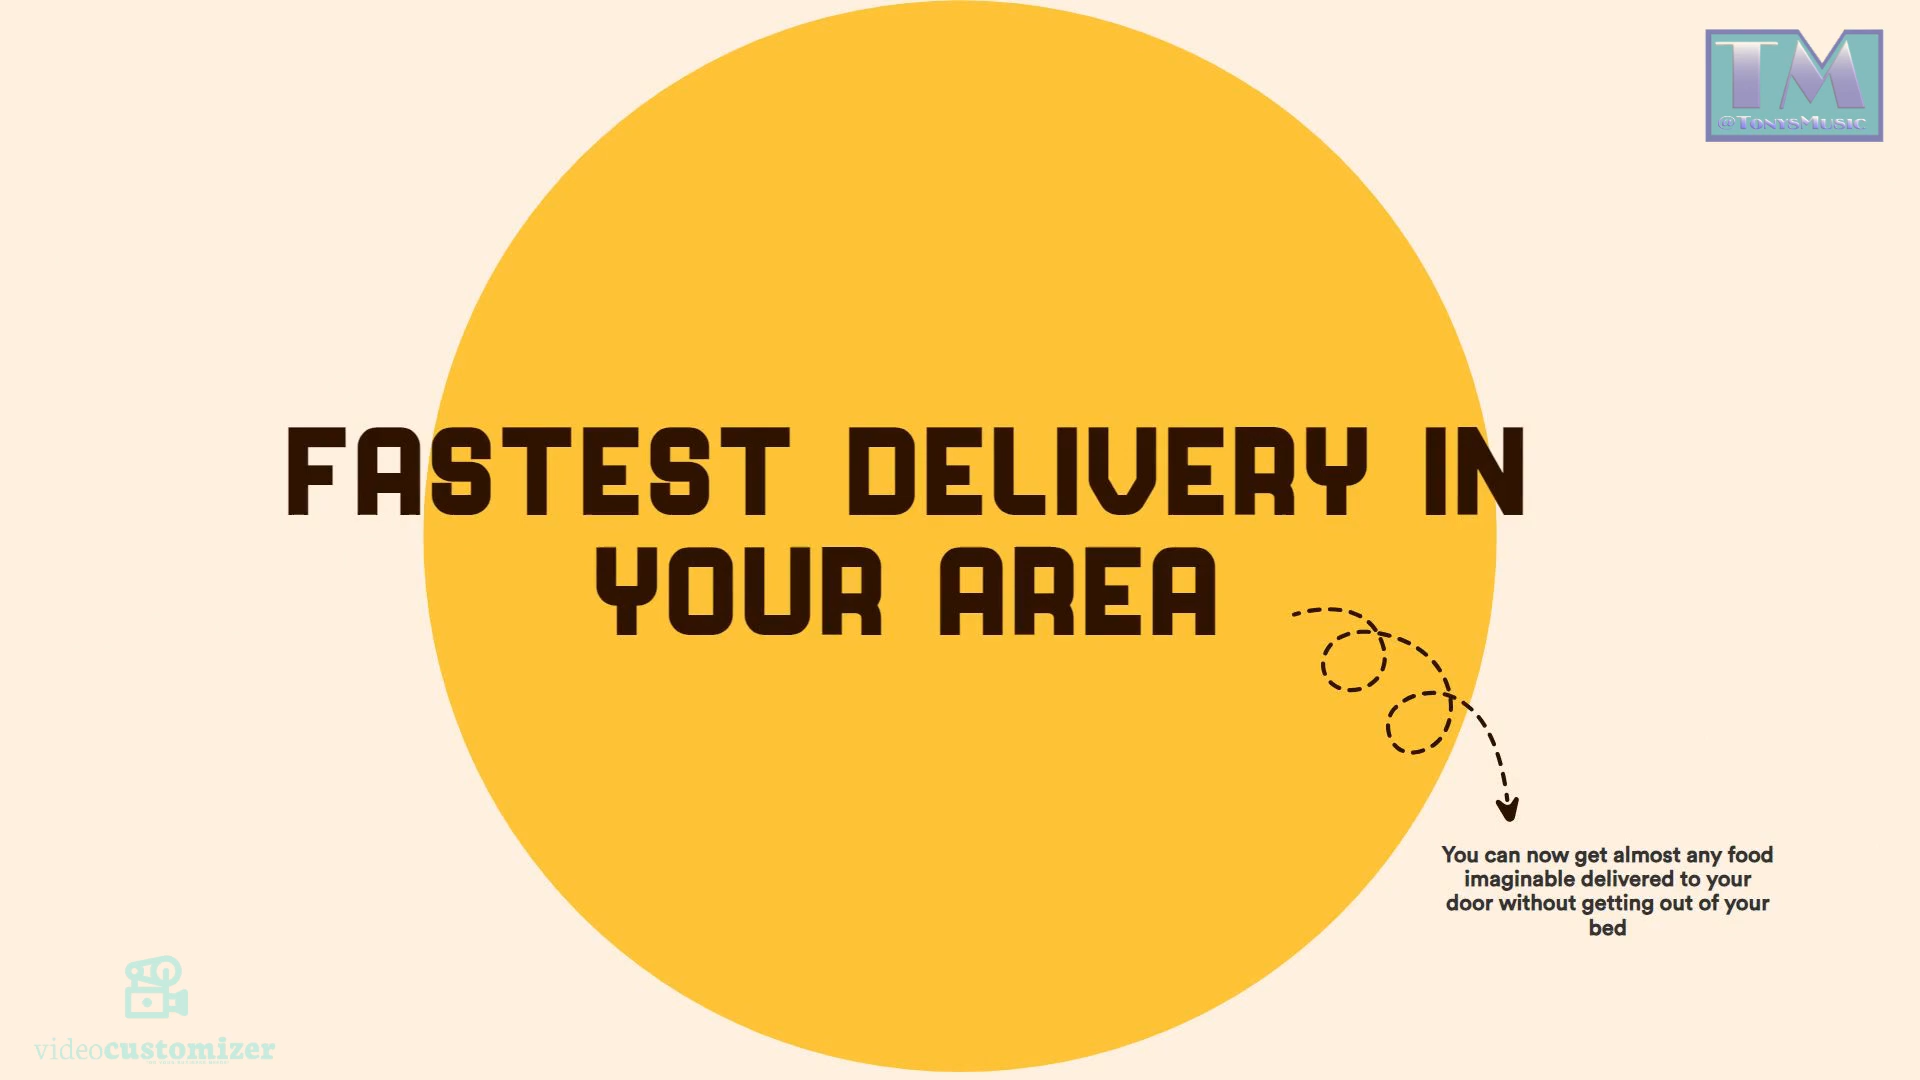 TM
@TonysMusic
FASTEST DELIVERY IN
YOUR AREA
You can now get almost any food
imaginable delivered to your
door without getting out of your
bed
videocustomizer